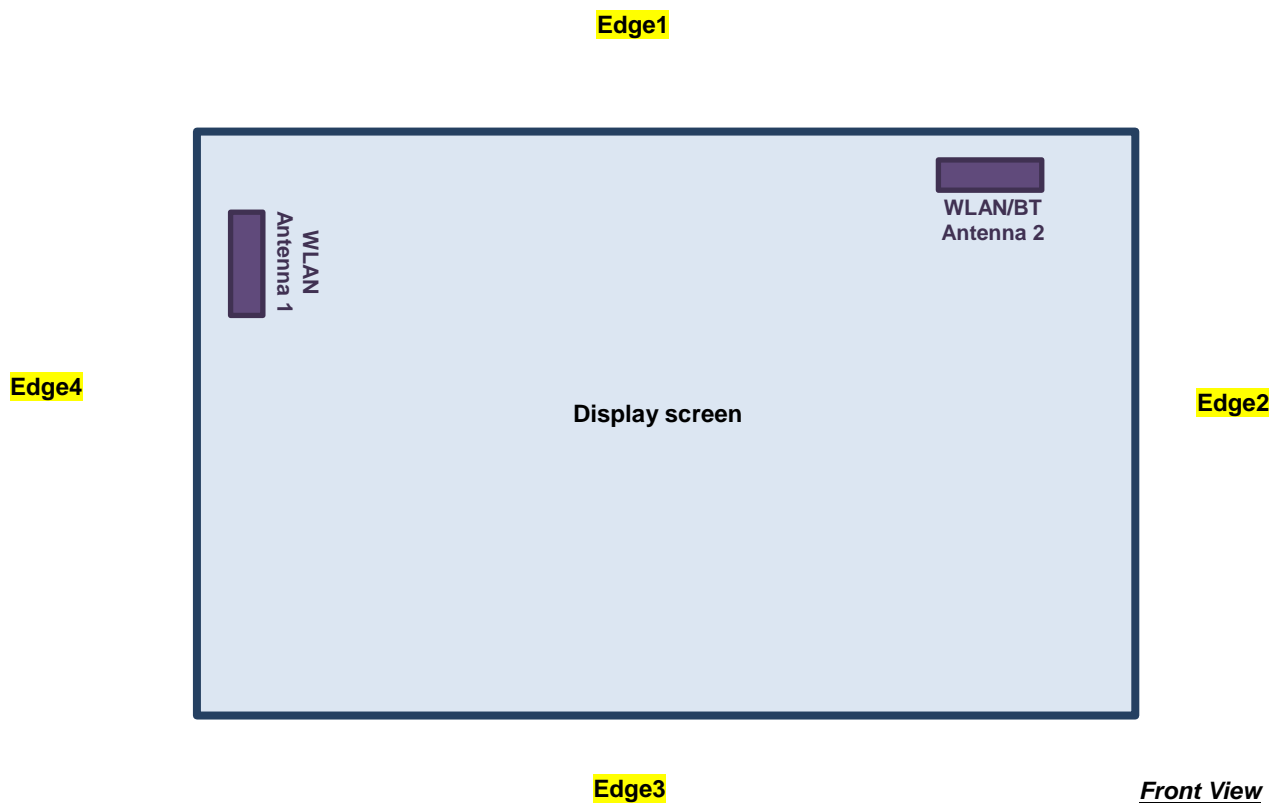 Edge1
WLAN/BT
Antenna 2
WLAN
Antenna 1
Edge4
Edge2
Display screen
Edge3
Front View